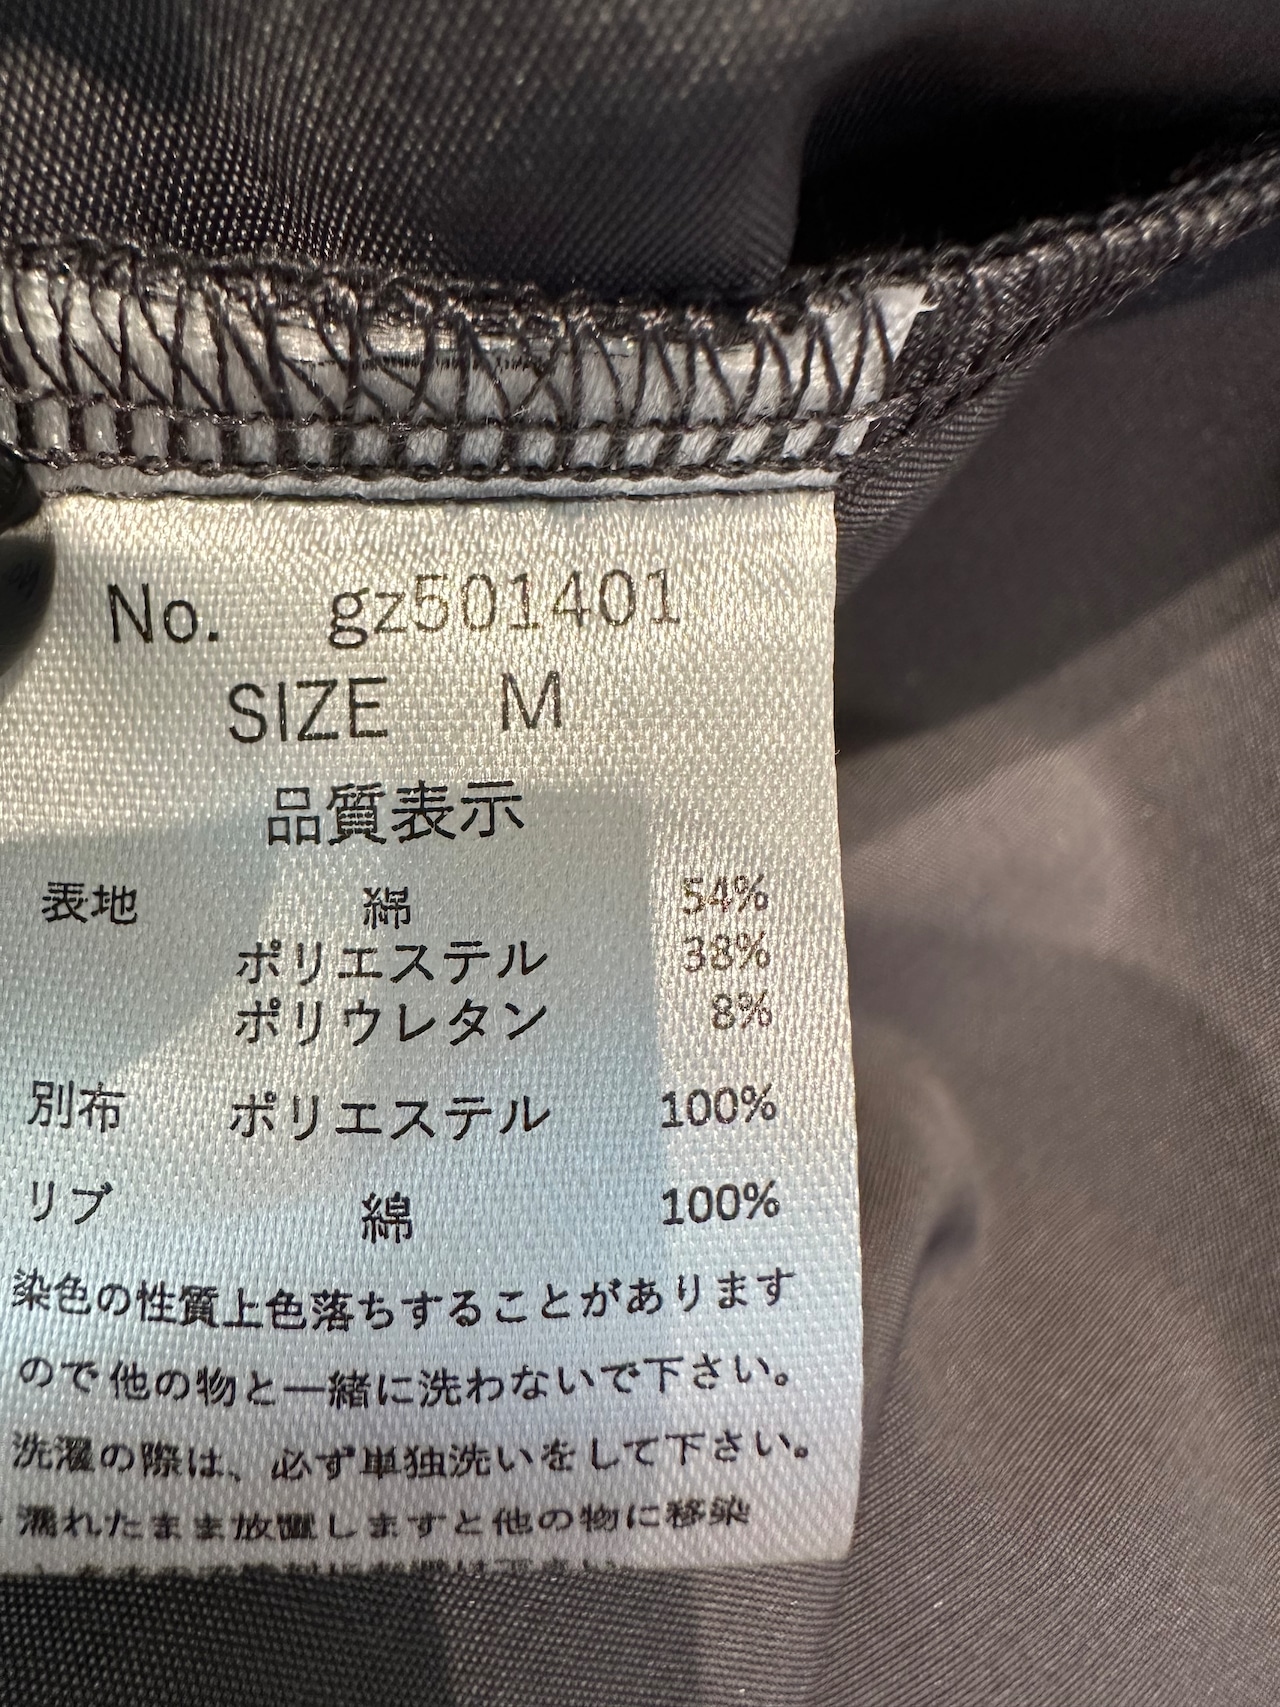 No. gz501401
SIZE M
品質表示
表地 綿 54%
ポリエステル 38%
ポリウレタン 8%
別布 ポリエステル 100%
リブ 綿 100%
染色の性質上色落ちすることがあります
ので他の物と一緒に洗わないで下さい。
洗濯の際は、必ず単独洗いをして下さい。
濡れたまま放置しますと他の物に移染